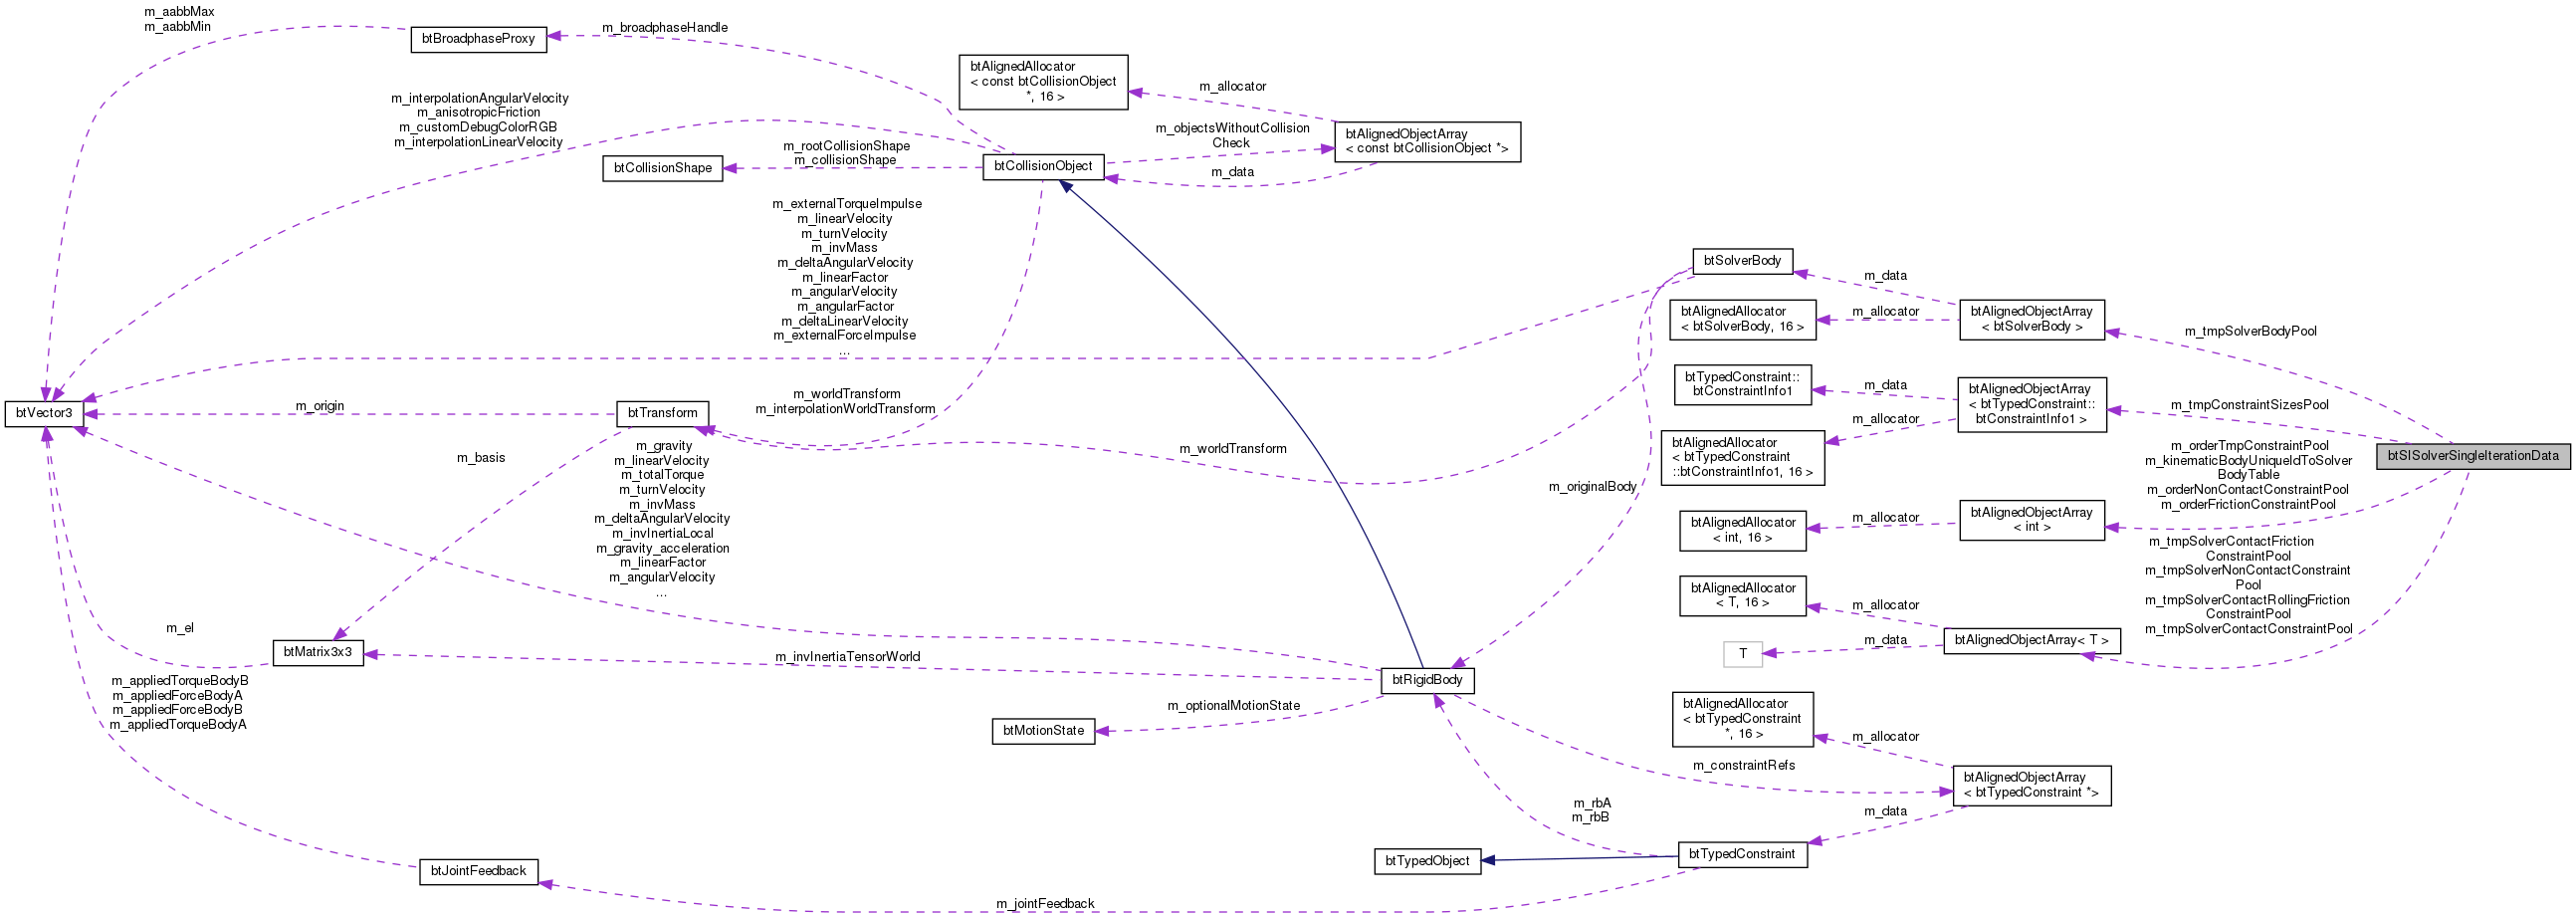 m_aabbMax
m_aabbMin
btBroadphaseProxy
m_broadphaseHandle
m_interpolationAngularVelocity
m_anisotropicFriction
m_customDebugColorRGB
m_interpolationLinearVelocity
btCollisionShape
m_rootCollisionShape
m_collisionShape
btAlignedAllocator
< const btCollisionObject
*, 16 >
m_allocator
btCollisionObject
m_objectsWithoutCollision
Check
m_data
btAlignedObjectArray
< const btCollisionObject *>
m_externalTorqueImpulse
m_linearVelocity
m_turnVelocity
m_invMass
m_deltaAngularVelocity
m_linearFactor
m_angularVelocity
m_angularFactor
m_deltaLinearVelocity
m_externalForceImpulse
...
m_worldTransform
m_interpolationWorldTransform
btVector3
m_origin
btTransform
m_basis
m_gravity
m_linearVelocity
m_totalTorque
m_turnVelocity
m_invMass
m_deltaAngularVelocity
m_invInertiaLocal
m_gravity_acceleration
m_linearFactor
m_angularVelocity
...
m_el
btMatrix3x3
m_invInertiaTensorWorld
m_appliedTorqueBodyB
m_appliedForceBodyA
m_appliedForceBodyB
m_appliedTorqueBodyA
btJointFeedback
m_jointFeedback
btMotionState
m_optionalMotionState
btRigidBody
m_worldTransform
m_originalBody
m_constraintRefs
m_rbA
m_rbB
btTypedObject
btTypedConstraint
btSolverBody
m_data
btAlignedAllocator
< btSolverBody, 16 >
m_allocator
btAlignedObjectArray
< btSolverBody >
m_tmpSolverBodyPool
btTypedConstraint::
btConstraintInfo1
m_data
btAlignedObjectArray
< btTypedConstraint::
btConstraintInfo1 >
m_tmpConstraintSizesPool
btAlignedAllocator
< btTypedConstraint
::btConstraintInfo1, 16 >
m_allocator
btSISolverSingleIterationData
m_orderTmpConstraintPool
m_kinematicBodyUniqueIdToSolver
BodyTable
m_orderNonContactConstraintPool
m_orderFrictionConstraintPool
btAlignedAllocator
< int, 16 >
m_allocator
btAlignedObjectArray
< int >
m_tmpSolverContactFriction
ConstraintPool
m_tmpSolverNonContactConstraint
Pool
m_tmpSolverContactRollingFriction
ConstraintPool
m_tmpSolverContactConstraintPool
btAlignedAllocator
< T, 16 >
m_allocator
T
m_data
btAlignedObjectArray< T >
btAlignedAllocator
< btTypedConstraint
*, 16 >
m_allocator
btAlignedObjectArray
< btTypedConstraint *>
m_data